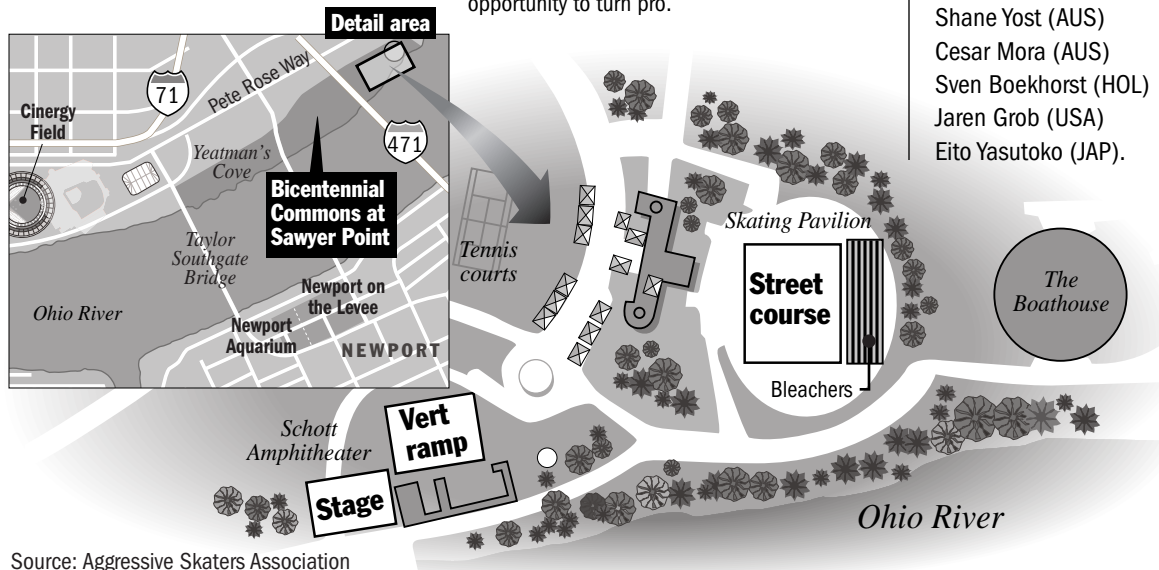 opportunity to turn pro.
Shane Yost (AUS)
Cesar Mora (AUS)
Sven Boekhorst (HOL)
Jaren Grob (USA)
Eito Yasutoko (JAP).
Detail area
71
Pete Rose Way
Cinergy
Field
471
Yeatman's
Cove
Bicentennial
Commons at
Sawyer Point
Taylor
Southgate
Bridge
Ohio River
Newport on
the Levee
Newport
Aquarium
NEWPORT
Tennis
courts
Skating Pavilion
Street
course
Bleachers
The
Boathouse
Schott
Amphitheater
Vert
ramp
Stage
Ohio River
Source: Aggressive Skaters Association